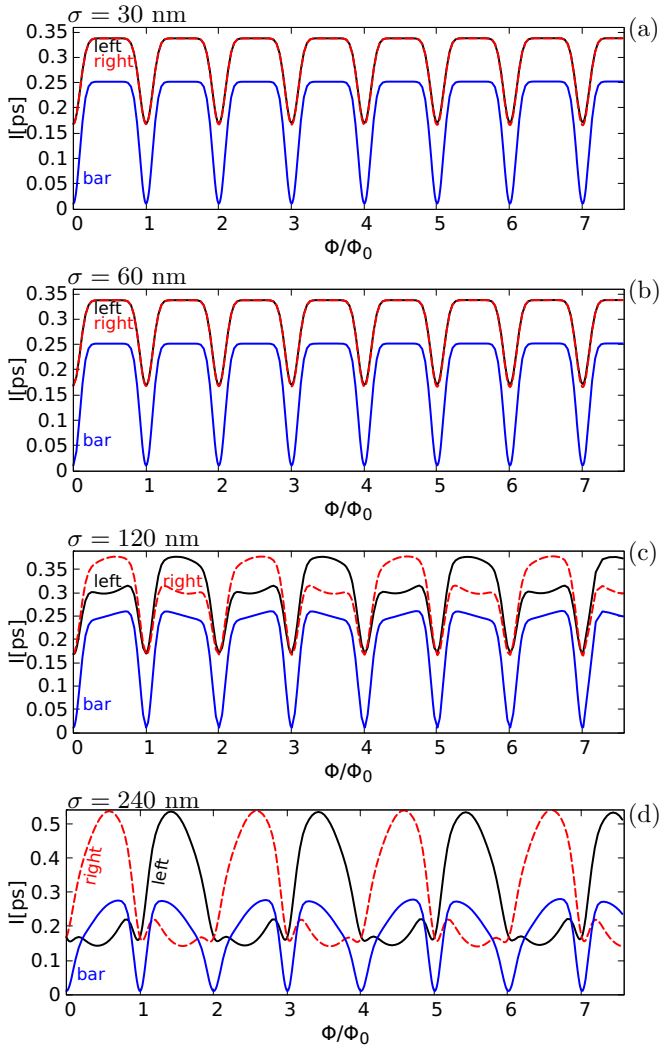 σ = 30 nm
(a)
0.35
0.3
0.25
0.2
0.15
0.1
0.05
0
I[ps]
left
right
bar
0 1 2 3 4 5 6 7
Φ/Φ0
σ = 60 nm
(b)
0.35
0.3
0.25
0.2
0.15
0.1
0.05
0
I[ps]
left
right
bar
0 1 2 3 4 5 6 7
Φ/Φ0
σ = 120 nm
(c)
0.35
0.3
0.25
0.2
0.15
0.1
0.05
0
I[ps]
left right
bar
0 1 2 3 4 5 6 7
Φ/Φ0
σ = 240 nm
(d)
0.5
0.4
0.3
0.2
0.1
0
I[ps]
right
left
bar
0 1 2 3 4 5 6 7
Φ/Φ0